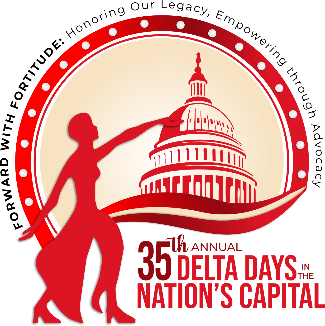 FORWARD WITH FORTITUDE: Honoring Our Legacy, Empowering through Advocacy
35th ANNUAL
DELTA DAYS IN THE
NATION'S CAPITAL